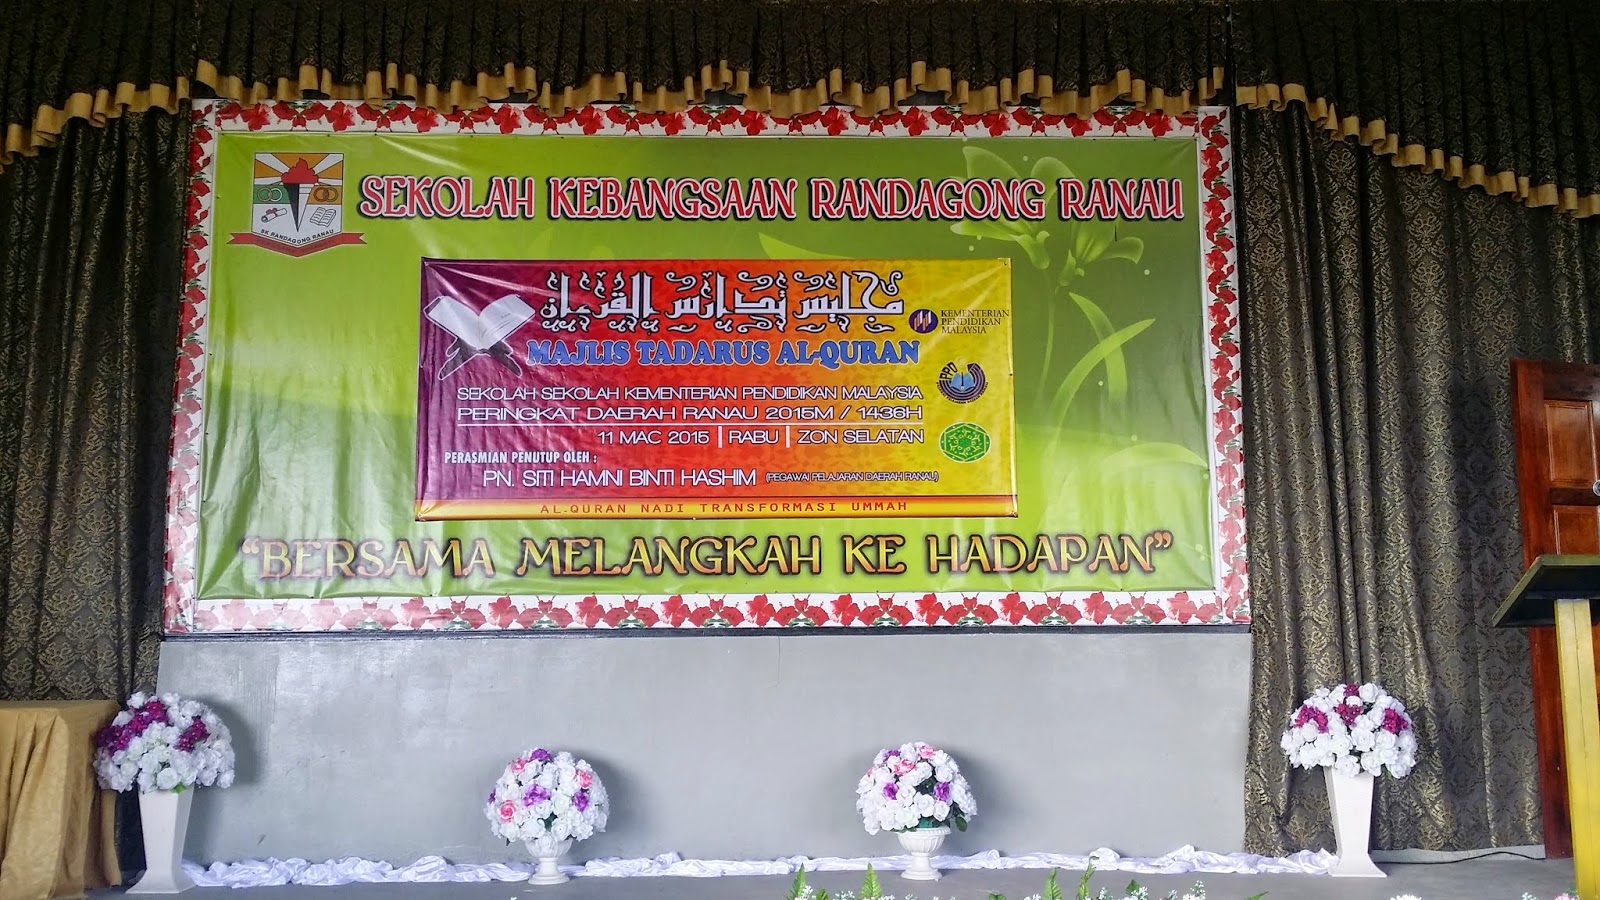 SEKOLAH KEBANGSAAN RANDAGONG RANAU
SK RANDAGONG RANAU
مجليس تدارس القرءان
MAJLIS TADARUS AL-QURAN
KEMENTERIAN
PENDIDIKAN
MALAYSIA
PPD
SEKOLAH SEKOLAH KEMENTERIAN PENDIDIKAN MALAYSIA
PERINGKAT DAERAH RANAU 2015M / 1436H
11 MAC 2015 | RABU | ZON SELATAN
PERASMIAN PENUTUP OLEH :
PN. SITI HAMNI BINTI HASHIM (PEGAWAI PELAJARAN DAERAH RANAU)
AL-QURAN NADI TRANSFORMASI UMMAH
"BERSAMA MELANGKAH KE HADAPAN"